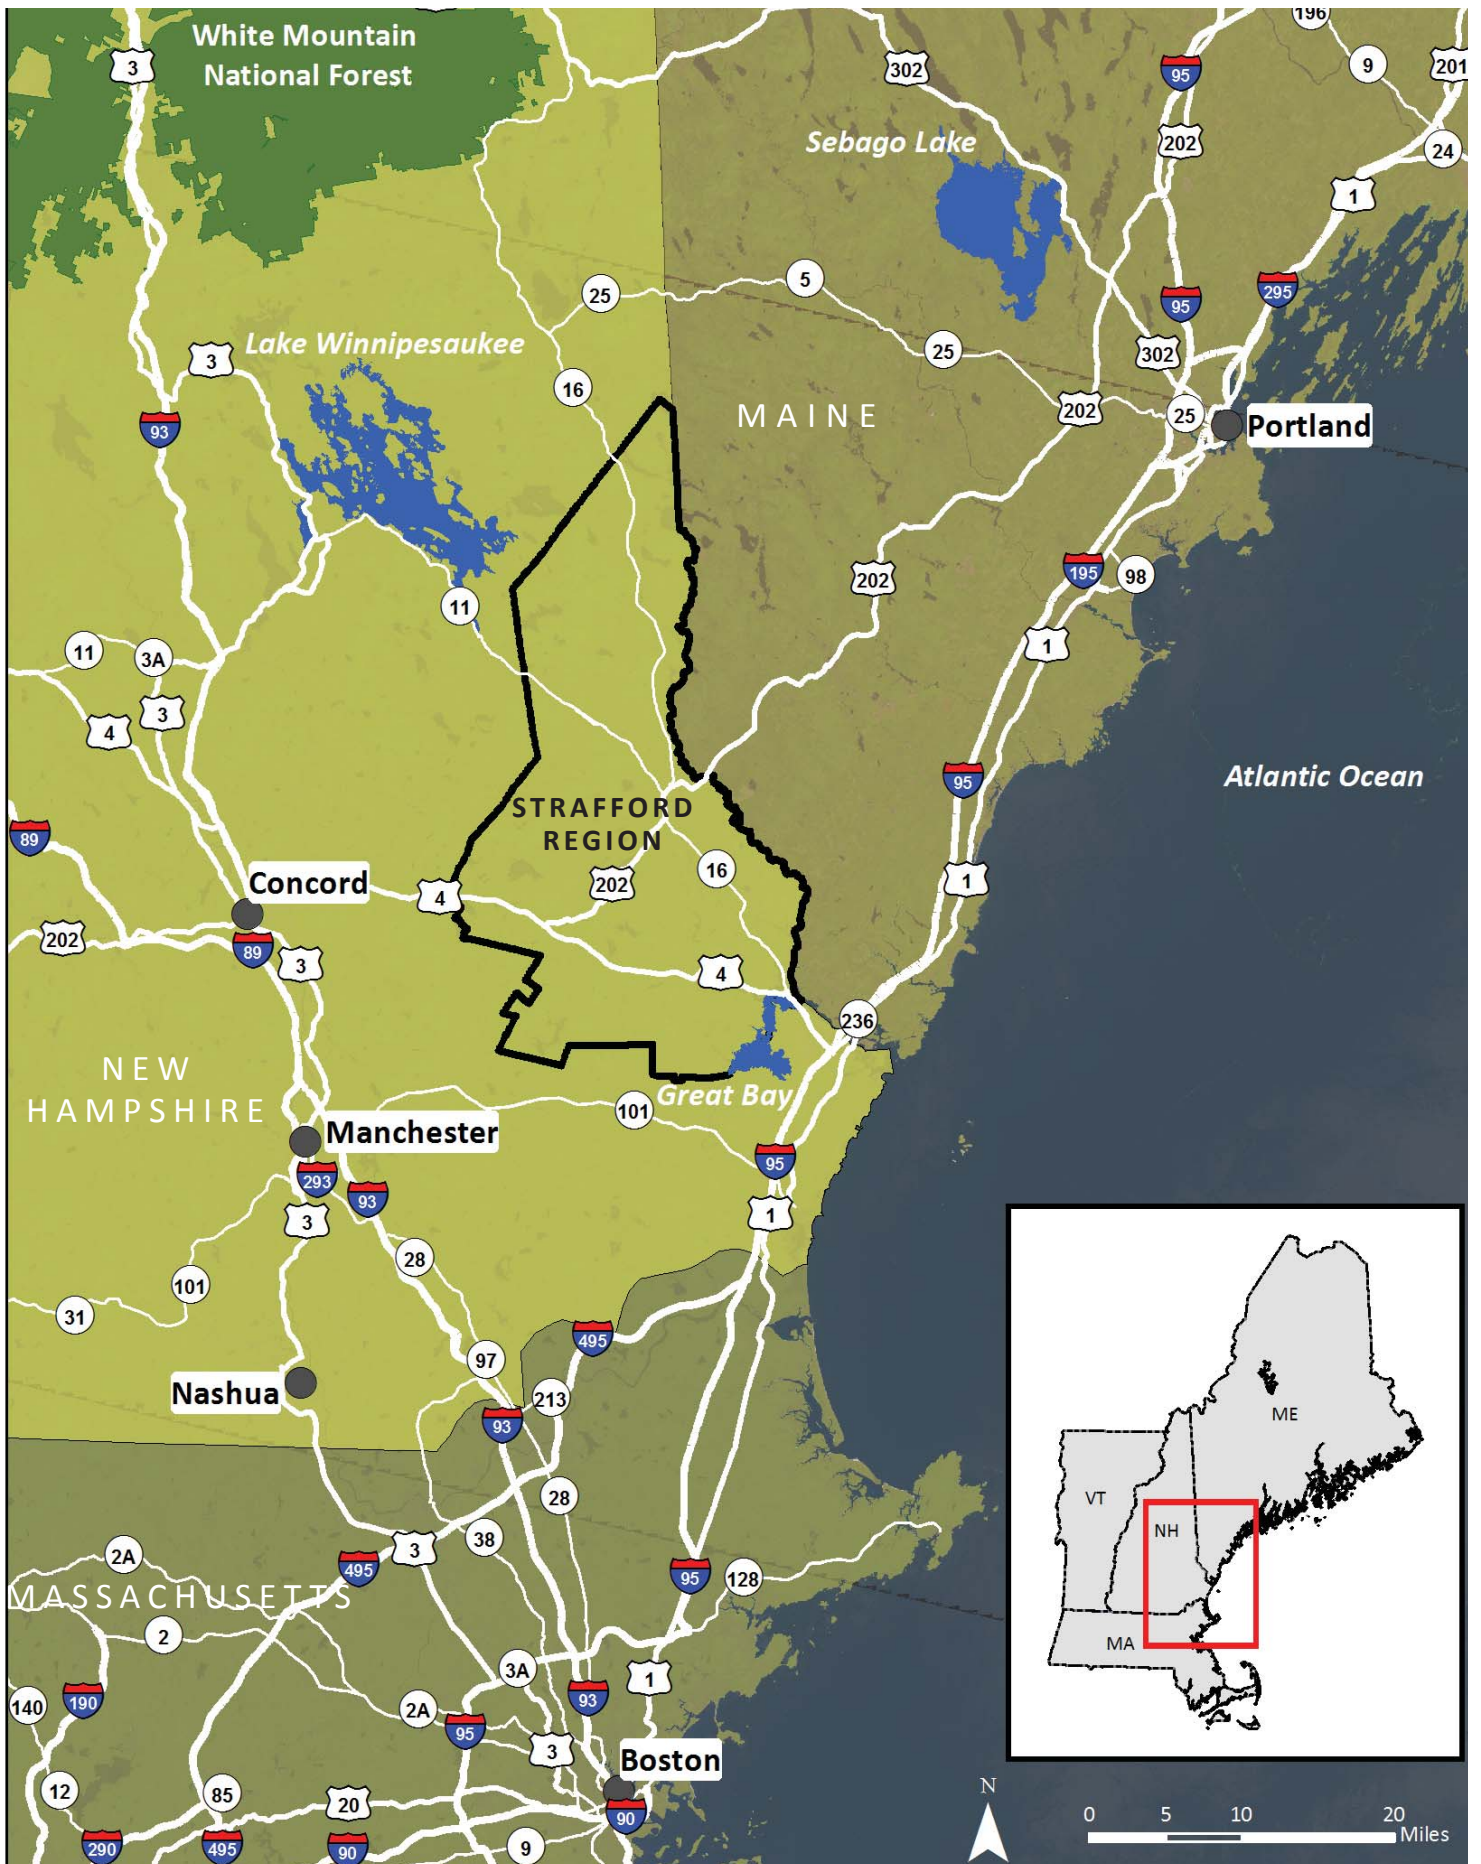 White Mountain
National Forest
196
3
302
95
9
201
202
24
Sebago Lake
1
25
5
95
295
Lake Winnipesaukee
3
25
302
16
202
25
MAINE
93
Portland
11
202
195
98
11
3A
1
3
4
95
Atlantic Ocean
STRAFFORD
REGION
89
16
1
Concord
202
4
202
89
3
4
236
NEW
HAMPSHIRE
Great Bay
101
Manchester
95
293
93
3
1
28
101
31
495
97
Nashua
213
93
28
3
38
2A
495
95
128
MASSACHUSETTS
2
3A
1
140
190
2A
93
95
3
Boston
12
85
20
90
290
495
90
9
ME
VT
NH
MA
N
0 5 10 20
Miles